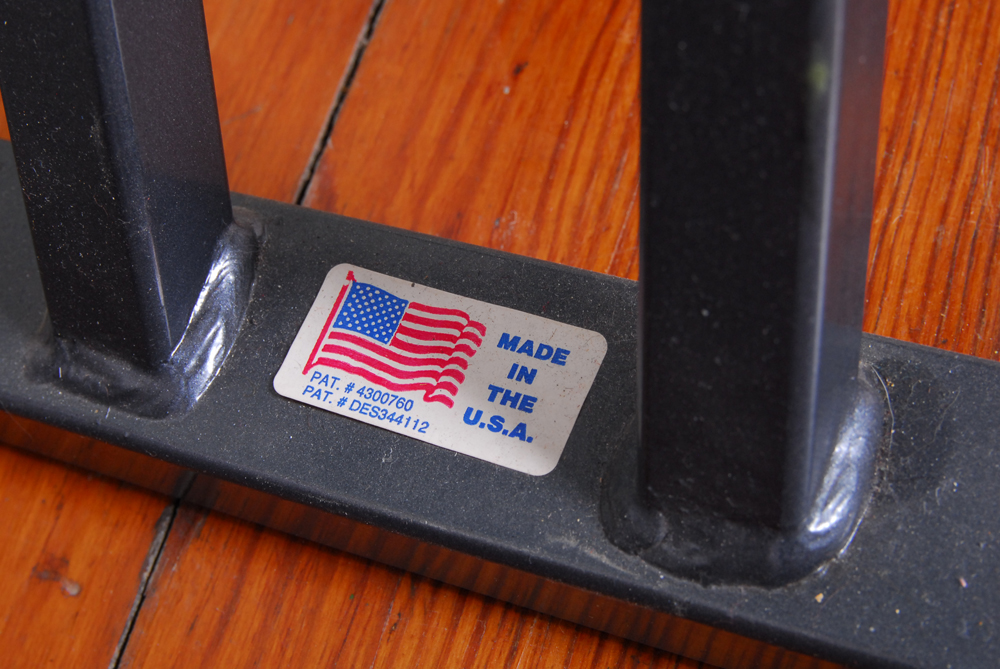 PAT. # 4300760
PAT. # DES344112
MADE
IN
THE
U.S.A.